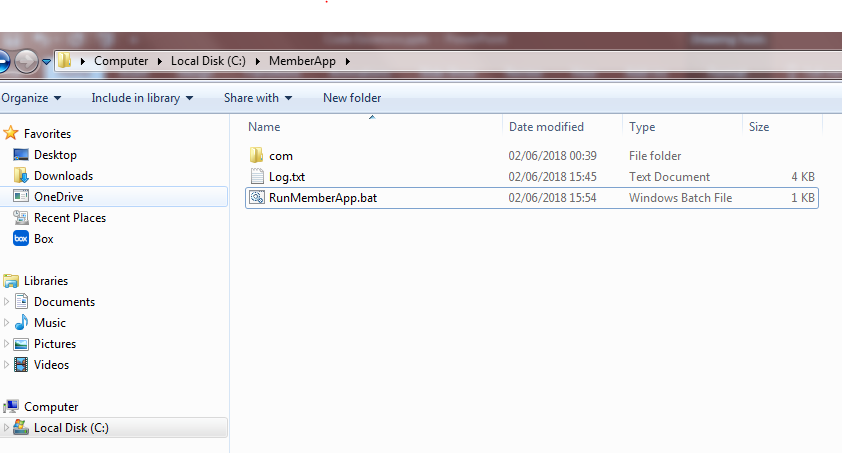 Computer Local Disk (C:) MemberApp
Organize Include in library Share with New folder
Name Date modified Type Size
Favorites
Desktop
Downloads
OneDrive
Recent Places
box Box
Libraries
Documents
Music
Pictures
Videos
Computer
Local Disk (C:)
com 02/06/2018 00:39 File folder
Log.txt 02/06/2018 15:45 Text Document 4 KB
RunMemberApp.bat 02/06/2018 15:54 Windows Batch File 1 KB